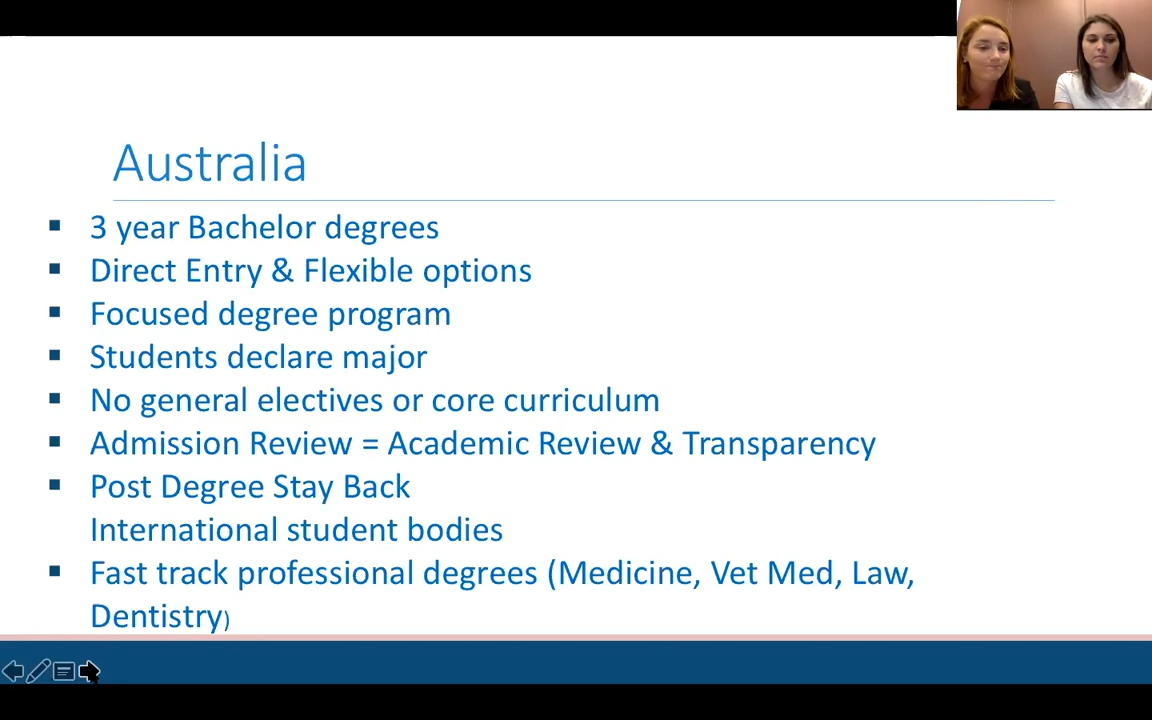 Australia
▪ 3 year Bachelor degrees
▪ Direct Entry & Flexible options
▪ Focused degree program
▪ Students declare major
▪ No general electives or core curriculum
▪ Admission Review = Academic Review & Transparency
▪ Post Degree Stay Back
International student bodies
▪ Fast track professional degrees (Medicine, Vet Med, Law,
Dentistry)